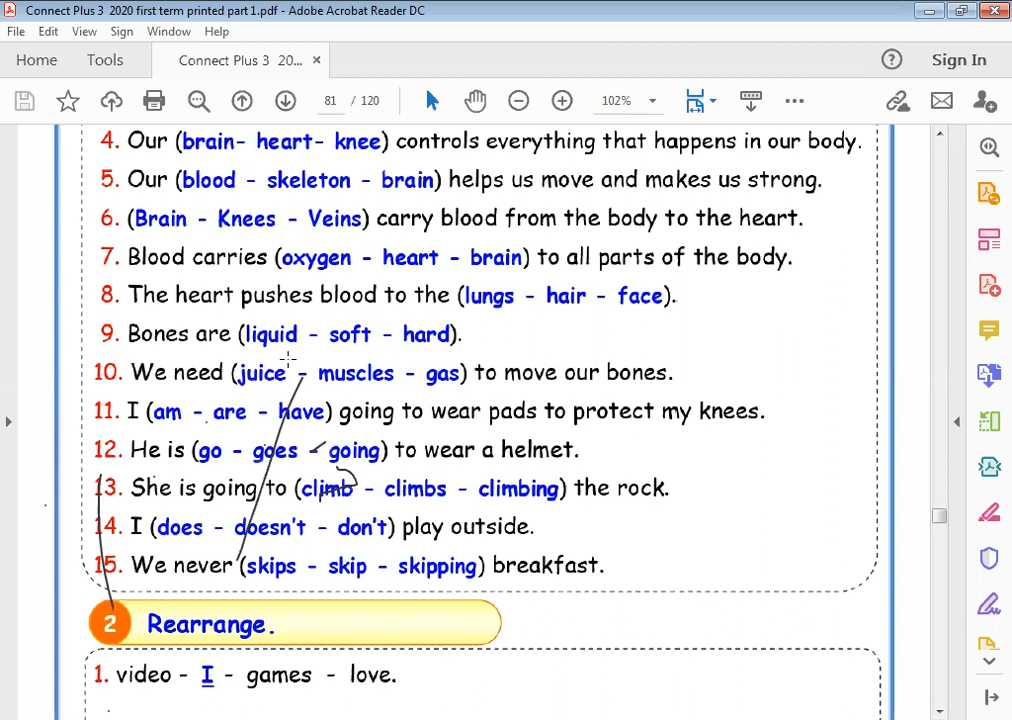 Connect Plus 3  2020 first term printed part 1.pdf - Adobe Acrobat Reader DC
File Edit View Sign Window Help
Home Tools Connect Plus 3  20... × Sign In
81 / 120 102%
4. Our (brain- heart- knee) controls everything that happens in our body.
5. Our (blood - skeleton - brain) helps us move and makes us strong.
6. (Brain - Knees - Veins) carry blood from the body to the heart.
7. Blood carries (oxygen - heart - brain) to all parts of the body.
8. The heart pushes blood to the (lungs - hair - face).
9. Bones are (liquid - soft - hard).
10. We need (juice - muscles - gas) to move our bones.
11. I (am - are - have) going to wear pads to protect my knees.
12. He is (go - goes - going) to wear a helmet.
13. She is going to (climb - climbs - climbing) the rock.
14. I (does - doesn't - don't) play outside.
15. We never (skips - skip - skipping) breakfast.
2 Rearrange.
1. video - I - games - love.